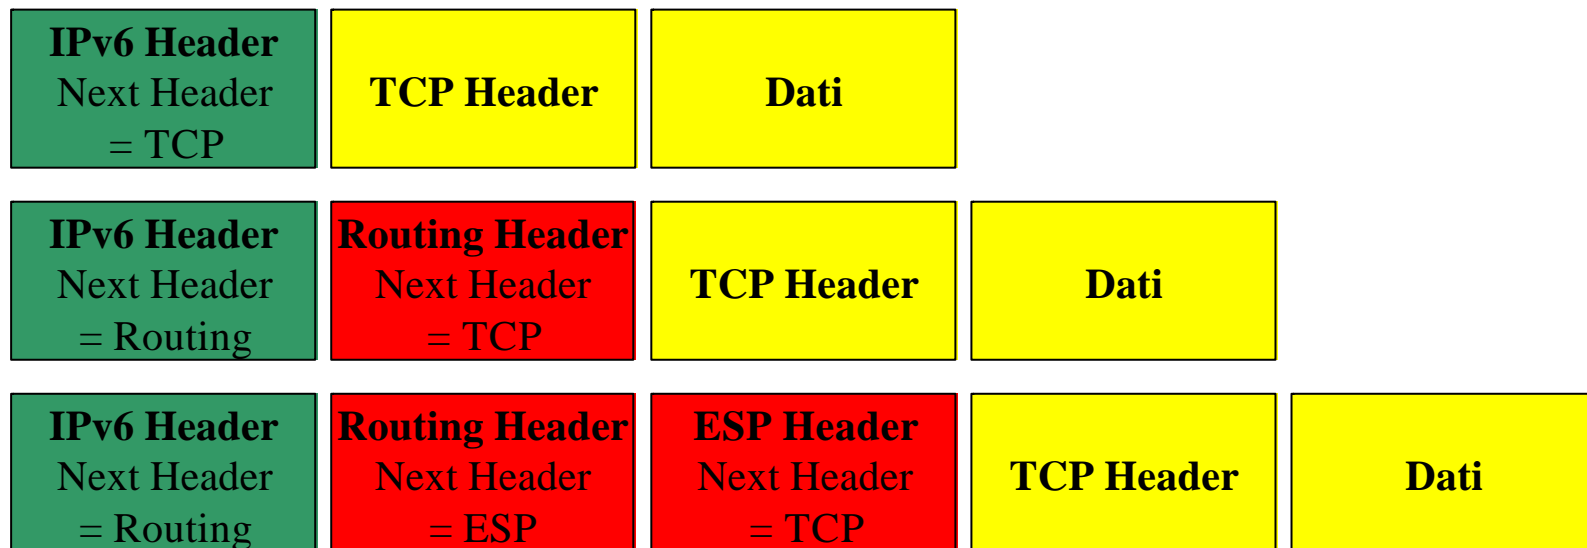 IPv6 Header
Next Header
= TCP
TCP Header
Dati
IPv6 Header
Next Header
= Routing
Routing Header
Next Header
= TCP
TCP Header
Dati
IPv6 Header
Next Header
= Routing
Routing Header
Next Header
= ESP
ESP Header
Next Header
= TCP
TCP Header
Dati